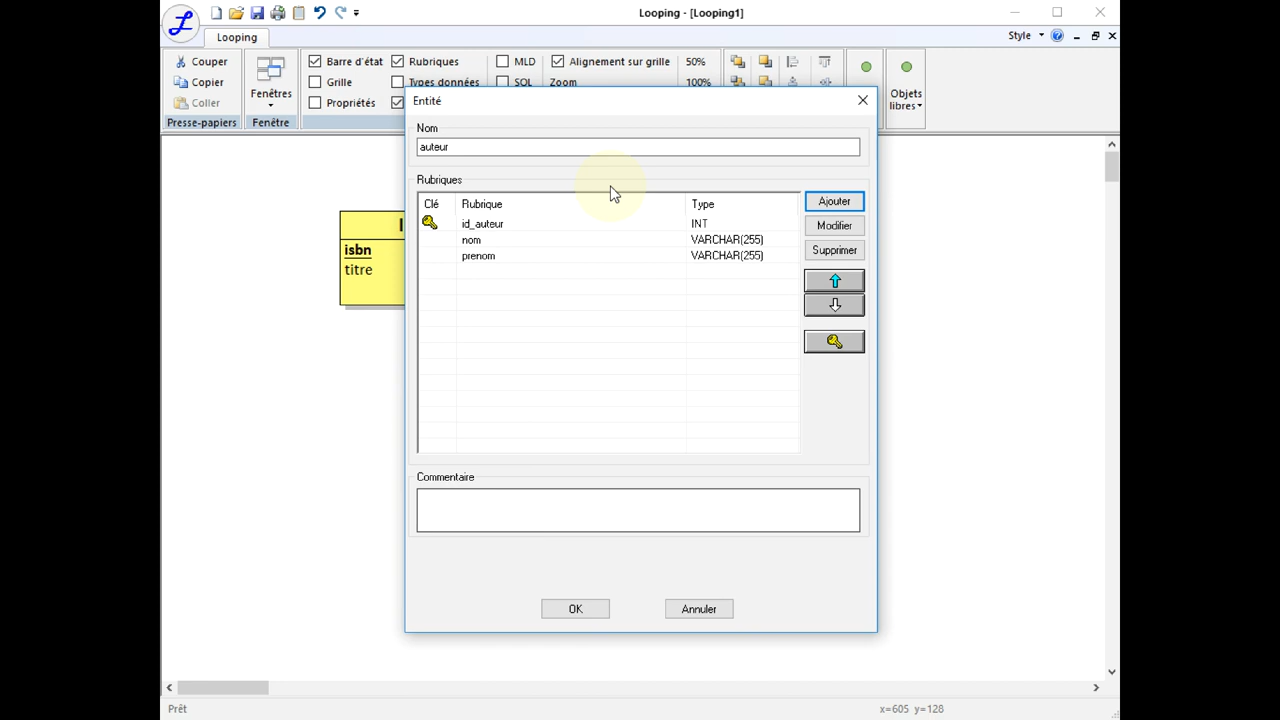 Looping - [Looping1]
Looping
Style
Couper
Copier
Coller
Presse-papiers
Fenêtres
Fenêtre
Barre d'état
Grille
Propriétés
Rubriques
Types données
MLD
SQL
Alignement sur grille
Zoom
50%
100%
Objets
libres
Entité
Nom
auteur
Rubriques
Clé Rubrique Type
id_auteur INT
nom VARCHAR(255)
prenom VARCHAR(255)
Ajouter
Modifier
Supprimer
isbn
titre
Commentaire
OK Annuler
Prêt x=605 y=128